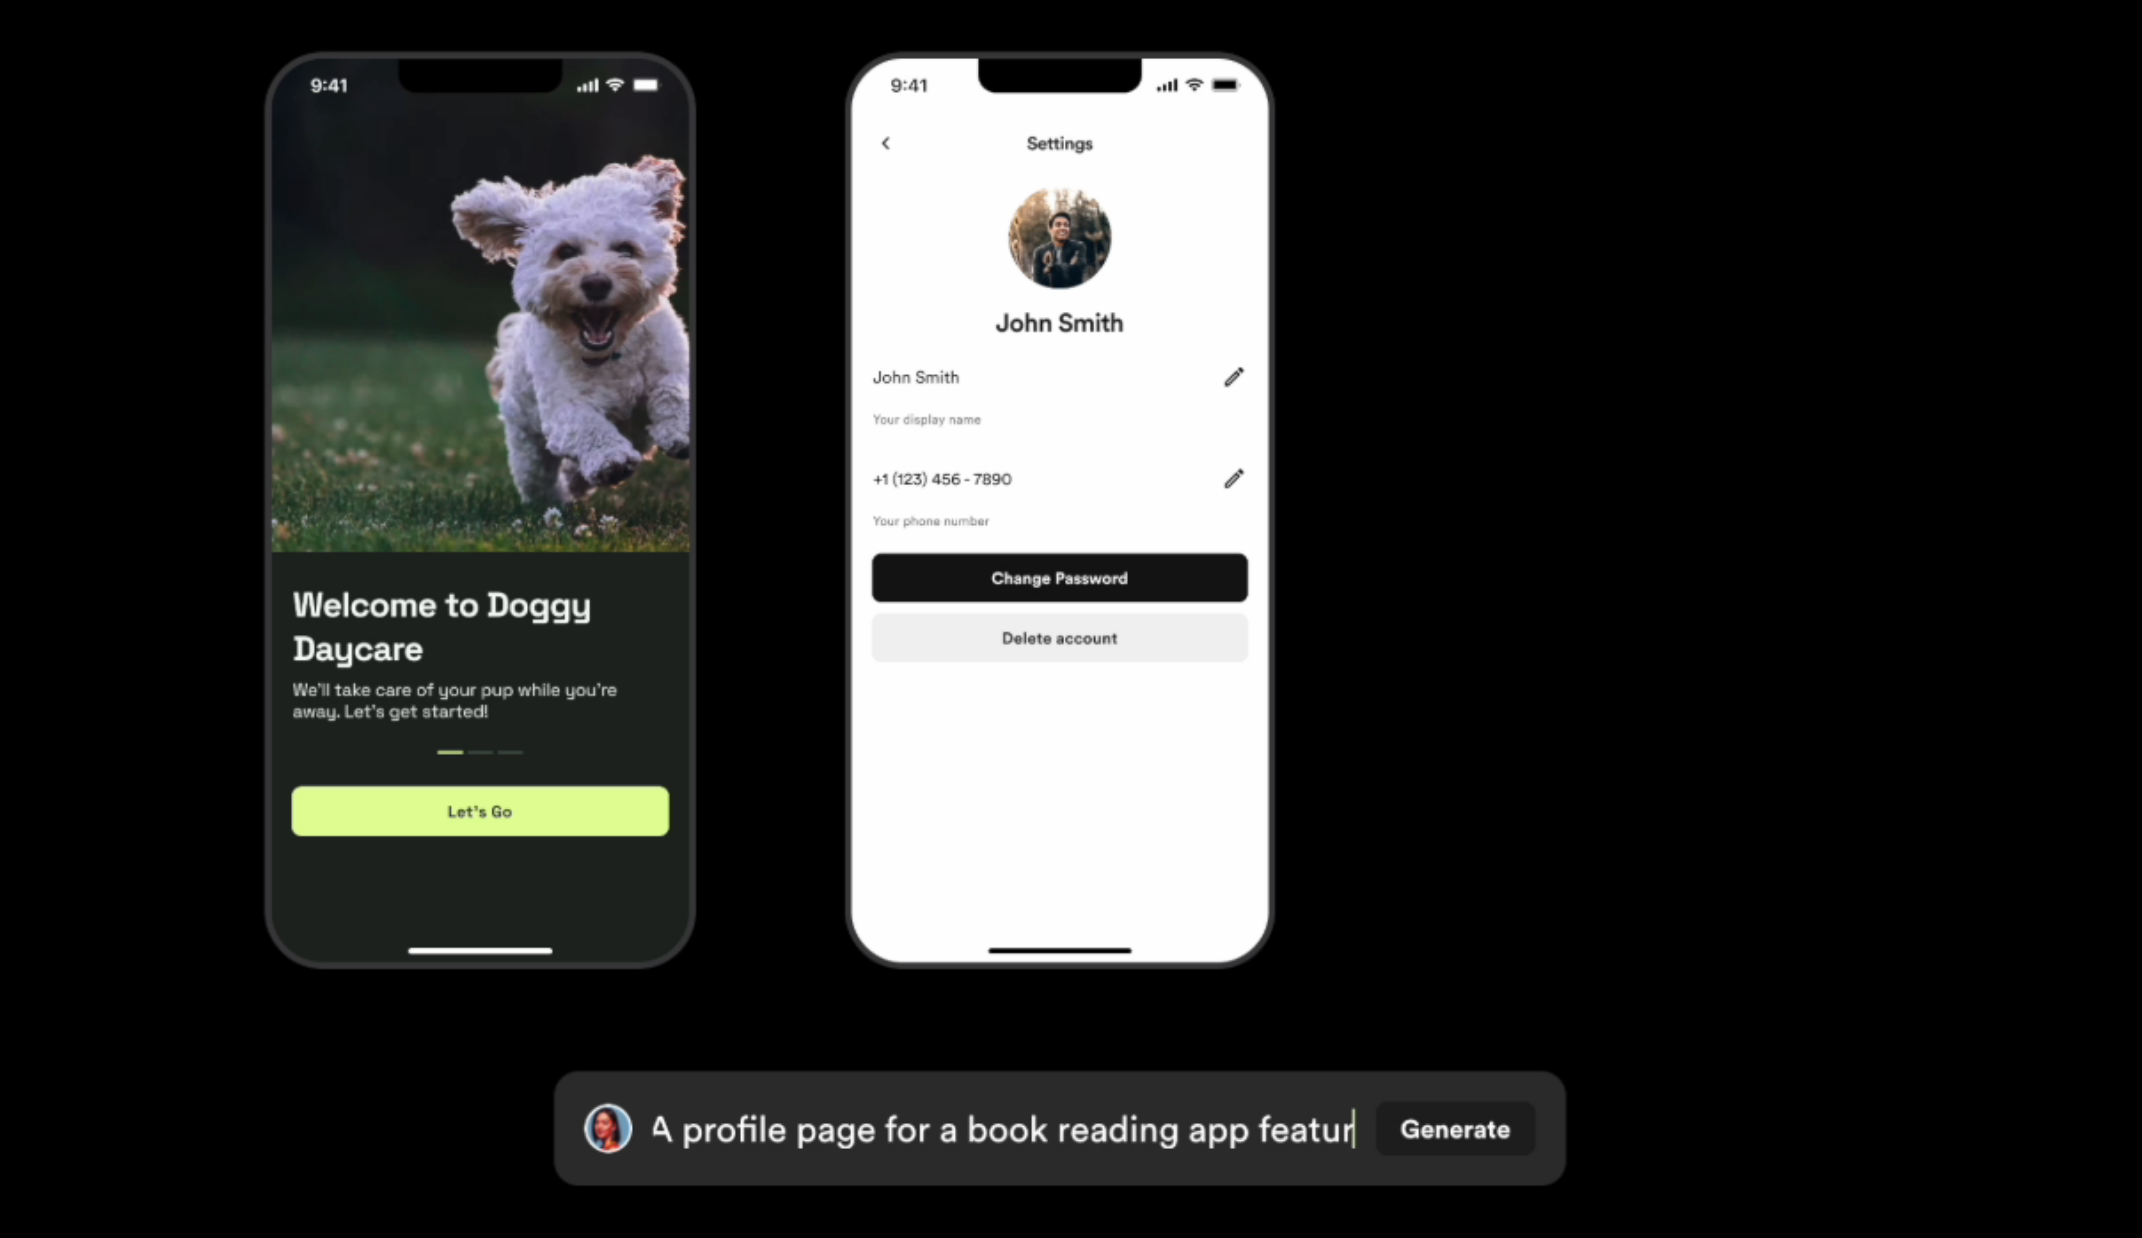 9:41
Welcome to Doggy
Daycare
We'll take care of your pup while you're
away. Let's get started!
Let's Go
9:41
Settings
John Smith
John Smith
Your display name
+1 (123) 456 - 7890
Your phone number
Change Password
Delete account
A profile page for a book reading app featur
Generate